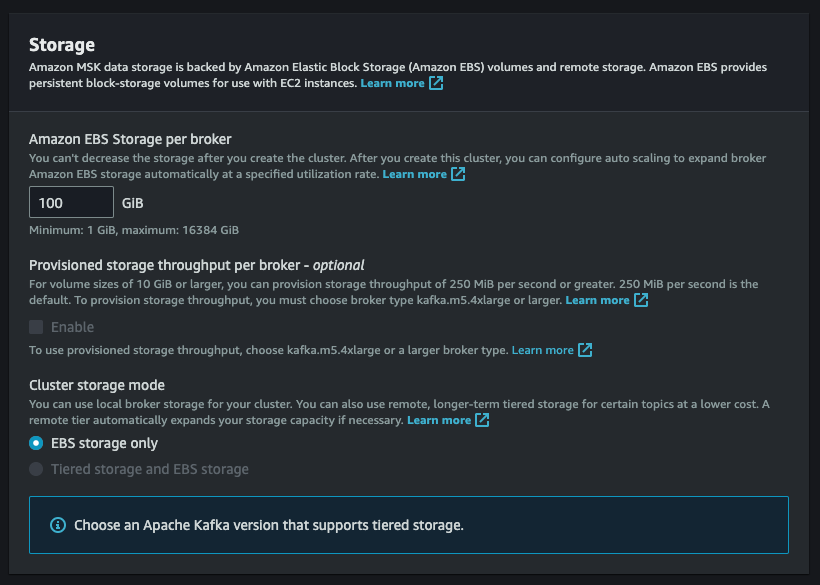 Storage
Amazon MSK data storage is backed by Amazon Elastic Block Storage (Amazon EBS) volumes and remote storage. Amazon EBS provides
persistent block-storage volumes for use with EC2 instances. Learn more
Amazon EBS Storage per broker
You can't decrease the storage after you create the cluster. After you create this cluster, you can configure auto scaling to expand broker
Amazon EBS storage automatically at a specified utilization rate. Learn more
100 GiB
Minimum: 1 GiB, maximum: 16384 GiB
Provisioned storage throughput per broker - optional
For volume sizes of 10 GiB or larger, you can provision storage throughput of 250 MiB per second or greater. 250 MiB per second is the
default. To provision storage throughput, you must choose broker type kafka.m5.4xlarge or larger. Learn more
Enable
To use provisioned storage throughput, choose kafka.m5.4xlarge or a larger broker type. Learn more
Cluster storage mode
You can use local broker storage for your cluster. You can also use remote, longer-term tiered storage for certain topics at a lower cost. A
remote tier automatically expands your storage capacity if necessary. Learn more
EBS storage only
Tiered storage and EBS storage
Choose an Apache Kafka version that supports tiered storage.